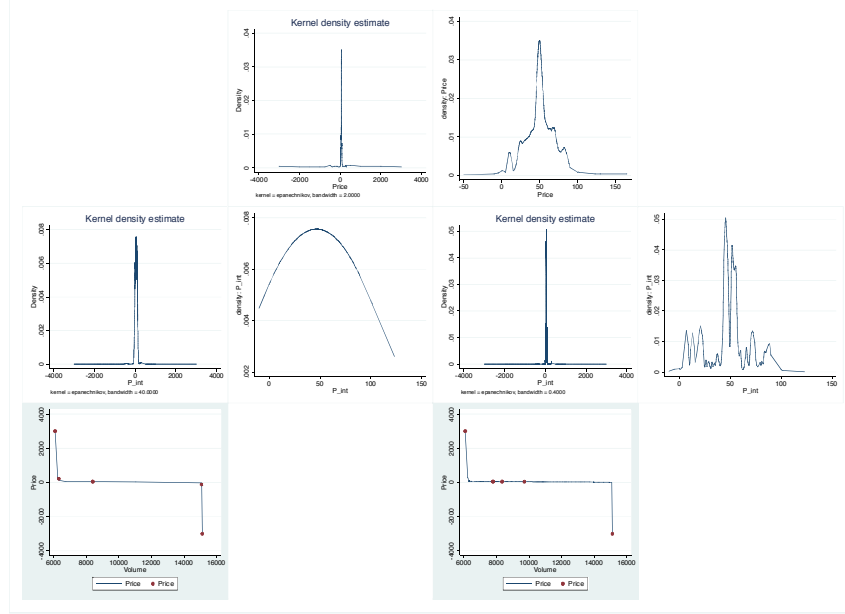 Kernel density estimate
Density
0 .01 .02 .03 .04
-4000 -2000 0 2000 4000
Price
kernel = epanechnikov, bandwidth = 2.0000
density: Price
0 .01 .02 .03 .04
-50 0 50 100 150
Price
Kernel density estimate
Density
0 .002 .004 .006 .008
-4000 -2000 0 2000 4000
P_int
kernel = epanechnikov, bandwidth = 40.0000
density: P_int
.002 .004 .006 .008
0 50 100 150
P_int
Kernel density estimate
Density
-4000 -2000 0 2000 4000
P_int
kernel = epanechnikov, bandwidth = 0.4000
density: P_int
0 .01 .02 .03 .04 .05
0 50 100 150
P_int
Price
-4000 -2000 0 2000 4000
6000 8000 10000 12000 14000 16000
Volume
Price Price
Price
-4000 -2000 0 2000 4000
6000 8000 10000 12000 14000 16000
Volume
Price Price